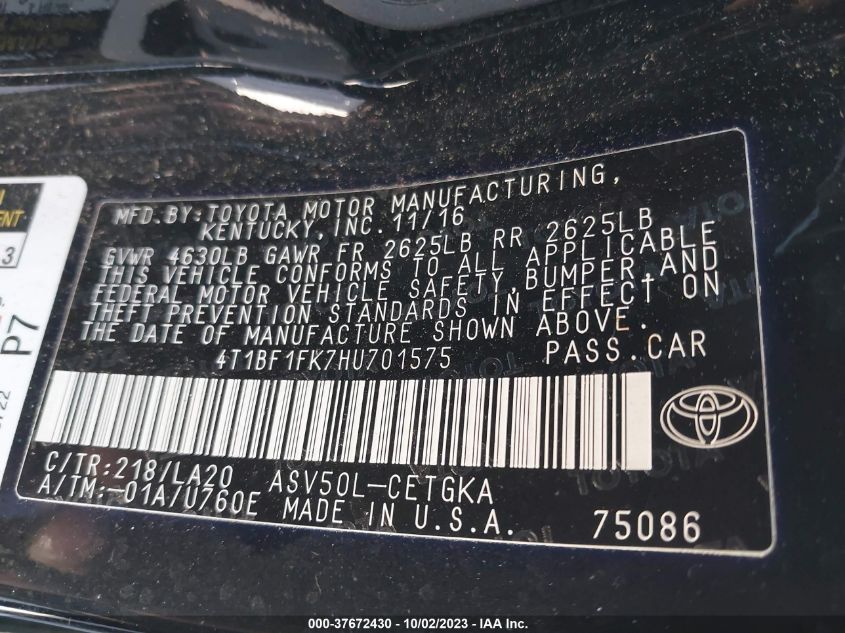 MFD.BY:TOYOTA MOTOR MANUFACTURING,
KENTUCKY,INC.11/16
GVWR 4630LB GAWR FR 2625LB RR 2625LB
THIS VEHICLE CONFORMS TO ALL APPLICABLE
FEDERAL MOTOR VEHICLE SAFETY,BUMPER,AND
THEFT PREVENTION STANDARDS IN EFFECT ON
THE DATE OF MANUFACTURE SHOWN ABOVE.
4T1BF1FK7HU701575 PASS.CAR
C/TR:218/LA20 ASV50L-CETGKA
A/TM:-01A/U760E MADE IN U.S.A. 75086
P7
000-37672430 - 10/02/2023 - IAA Inc.